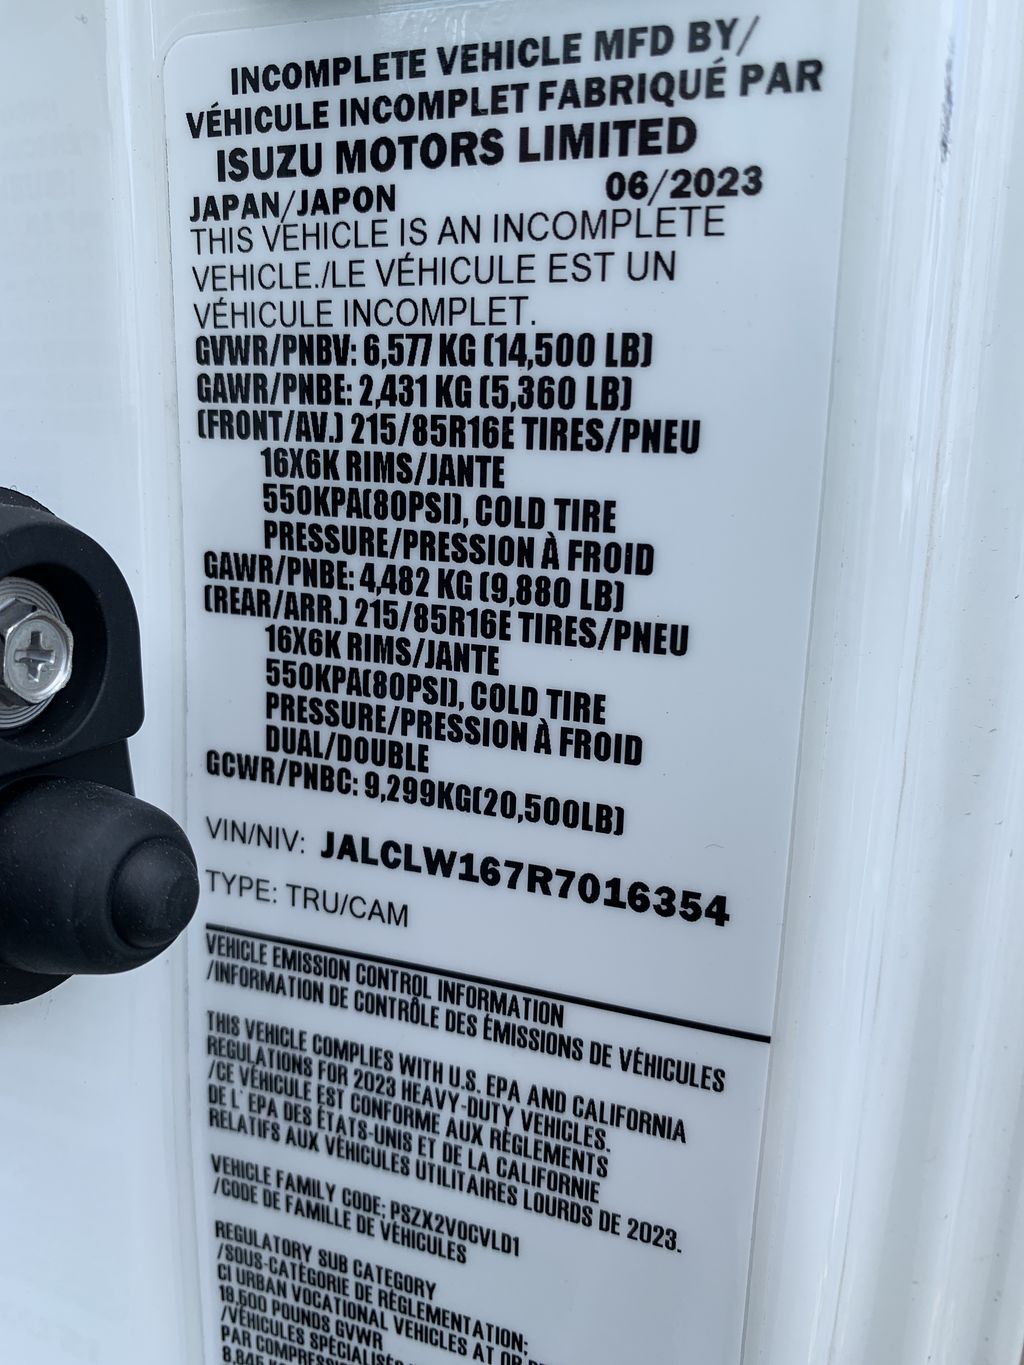 INCOMPLETE VEHICLE MFD BY/
VÉHICULE INCOMPLET FABRIQUÉ PAR
ISUZU MOTORS LIMITED
JAPAN/JAPON 06/2023
THIS VEHICLE IS AN INCOMPLETE
VEHICLE./LE VÉHICULE EST UN
VÉHICULE INCOMPLET.
GVWR/PNBV: 6,577 KG (14,500 LB)
GAWR/PNBE: 2,431 KG (5,360 LB)
(FRONT/AV.) 215/85R16E TIRES/PNEU
16X6K RIMS/JANTE
550KPA(80PSI), COLD TIRE
PRESSURE/PRESSION À FROID
GAWR/PNBE: 4,482 KG (9,880 LB)
(REAR/ARR.) 215/85R16E TIRES/PNEU
16X6K RIMS/JANTE
550KPA(80PSI), COLD TIRE
PRESSURE/PRESSION À FROID
DUAL/DOUBLE
GCWR/PNBC: 9,299KG(20,500LB)
VIN/NIV: JALCLW167R7016354
TYPE: TRU/CAM
VEHICLE EMISSION CONTROL INFORMATION
/INFORMATION DE CONTRÔLE DES ÉMISSIONS DE VÉHICULES
THIS VEHICLE COMPLIES WITH U.S. EPA AND CALIFORNIA
REGULATIONS FOR 2023 HEAVY-DUTY VEHICLES.
/CE VÉHICULE EST CONFORME AUX RÈGLEMENTS
DE L' EPA DES ÉTATS-UNIS ET DE LA CALIFORNIE
RELATIFS AUX VÉHICULES UTILITAIRES LOURDS DE 2023.
VEHICLE FAMILY CODE: PSZX2VOCVLD1
/CODE DE FAMILLE DE VÉHICULES
REGULATORY SUB CATEGORY
/SOUS-CATÉGORIE DE RÉGLEMENTATION:
CI URBAN VOCATIONAL VEHICLES AT OR
19,500 POUNDS GVWR
/VÉHICULES SPÉCIALISÉS
PAR COMPRESS
8,845